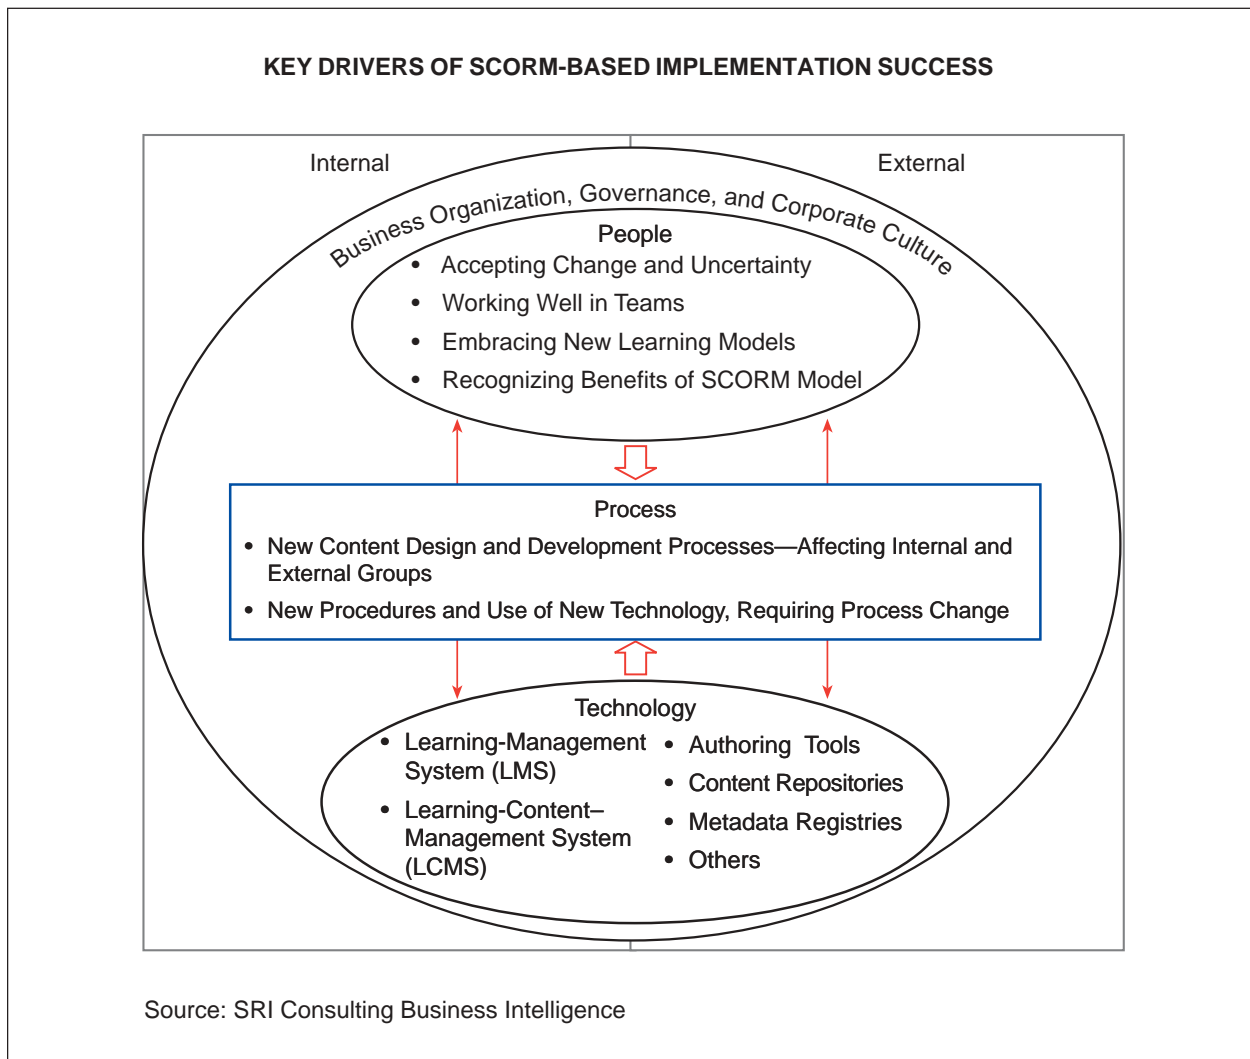 KEY DRIVERS OF SCORM-BASED IMPLEMENTATION SUCCESS
Internal
External
Business Organization, Governance, and Corporate Culture
People
• Accepting Change and Uncertainty
• Working Well in Teams
• Embracing New Learning Models
• Recognizing Benefits of SCORM Model
Process
• New Content Design and Development Processes—Affecting Internal and
External Groups
• New Procedures and Use of New Technology, Requiring Process Change
Technology
• Learning-Management
System (LMS)
• Learning-Content–
Management System
(LCMS)
• Authoring Tools
• Content Repositories
• Metadata Registries
• Others
Source: SRI Consulting Business Intelligence